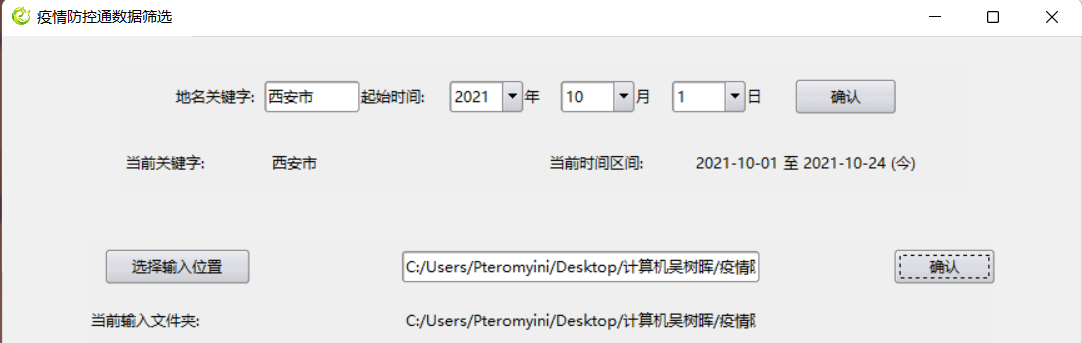 疫情防控通数据筛选
地名关键字: 西安市 起始时间: 2021 年 10 月 1 日 确认
当前关键字: 西安市 当前时间区间: 2021-10-01 至 2021-10-24 (今)
选择输入位置 C:/Users/Pteromyini/Desktop/计算机吴树晖/疫情 确认
当前输入文件夹: C:/Users/Pteromyini/Desktop/计算机吴树晖/疫情